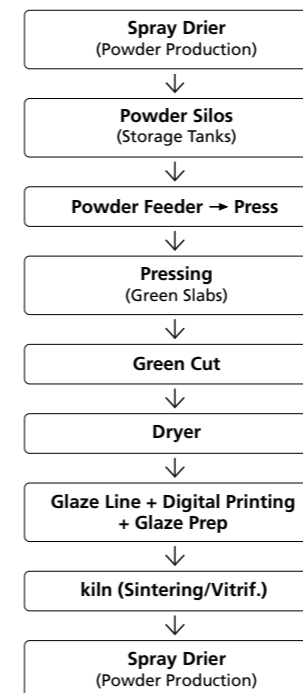 Spray Drier
(Powder Production)
Powder Silos
(Storage Tanks)
Powder Feeder → Press
Pressing
(Green Slabs)
Green Cut
Dryer
Glaze Line + Digital Printing
+ Glaze Prep
kiln (Sintering/Vitrif.)
Spray Drier
(Powder Production)